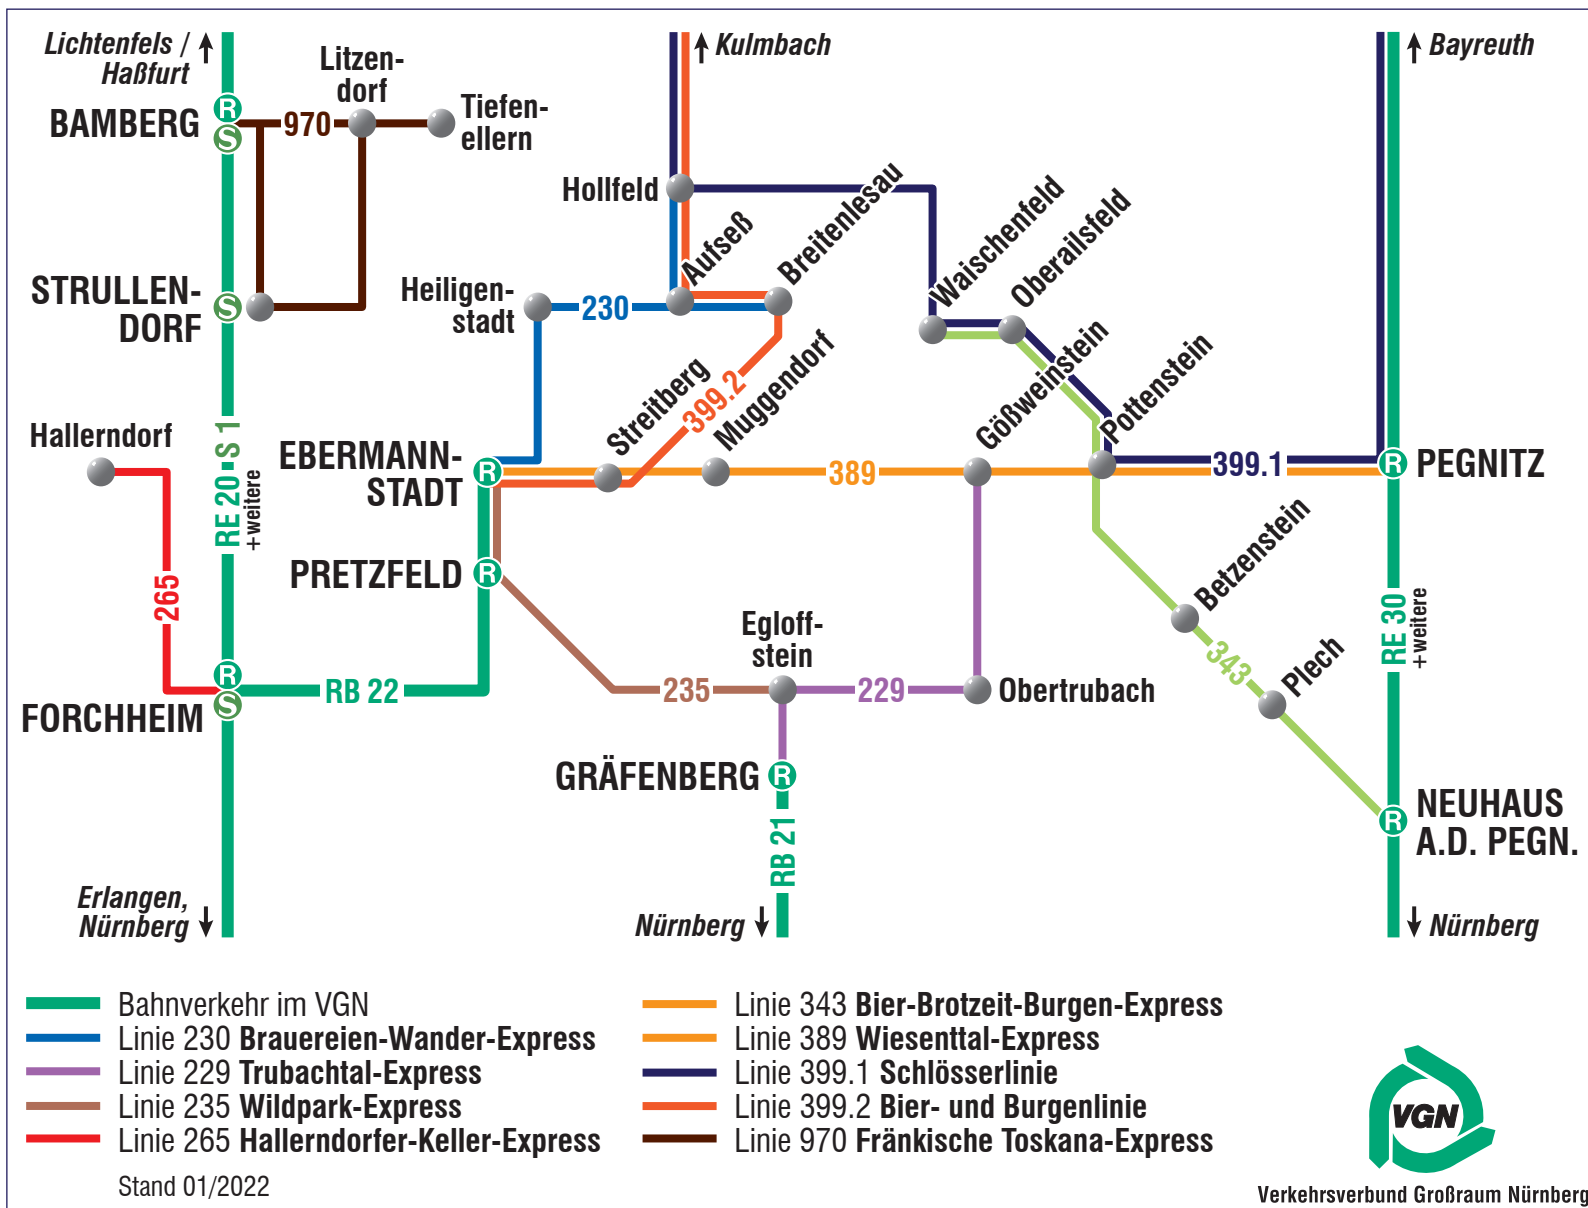 Lichtenfels /
Haßfurt
Kulmbach
Bayreuth
Litzen-
dorf
Tiefen-
ellern
BAMBERG
R
S
970
Hollfeld
Aufseß
Breitenlesau
Waischenfeld
Oberailsfeld
STRULLEN-
DORF
S
Heiligen-
stadt
230
Streitberg
399.2
Muggendorf
Gößweinstein
Pottenstein
Hallerndorf
RE 20 S 1
+weitere
EBERMANN-
STADT
R
389
399.1
R
PEGNITZ
265
PRETZFELD
R
Betzenstein
RE 30
+weitere
Egloff-
stein
343
Plech
R
S
FORCHHEIM
RB 22
235
229
Obertrubach
GRÄFENBERG
R
RB 21
R
NEUHAUS
A.D. PEGN.
Erlangen,
Nürnberg
Nürnberg
Nürnberg
Bahnverkehr im VGN
Linie 230 Brauereien-Wander-Express
Linie 229 Trubachtal-Express
Linie 235 Wildpark-Express
Linie 265 Hallerndorfer-Keller-Express
Linie 343 Bier-Brotzeit-Burgen-Express
Linie 389 Wiesenttal-Express
Linie 399.1 Schlösserlinie
Linie 399.2 Bier- und Burgenlinie
Linie 970 Fränkische Toskana-Express
Stand 01/2022
VGN
Verkehrsverbund Großraum Nürnberg